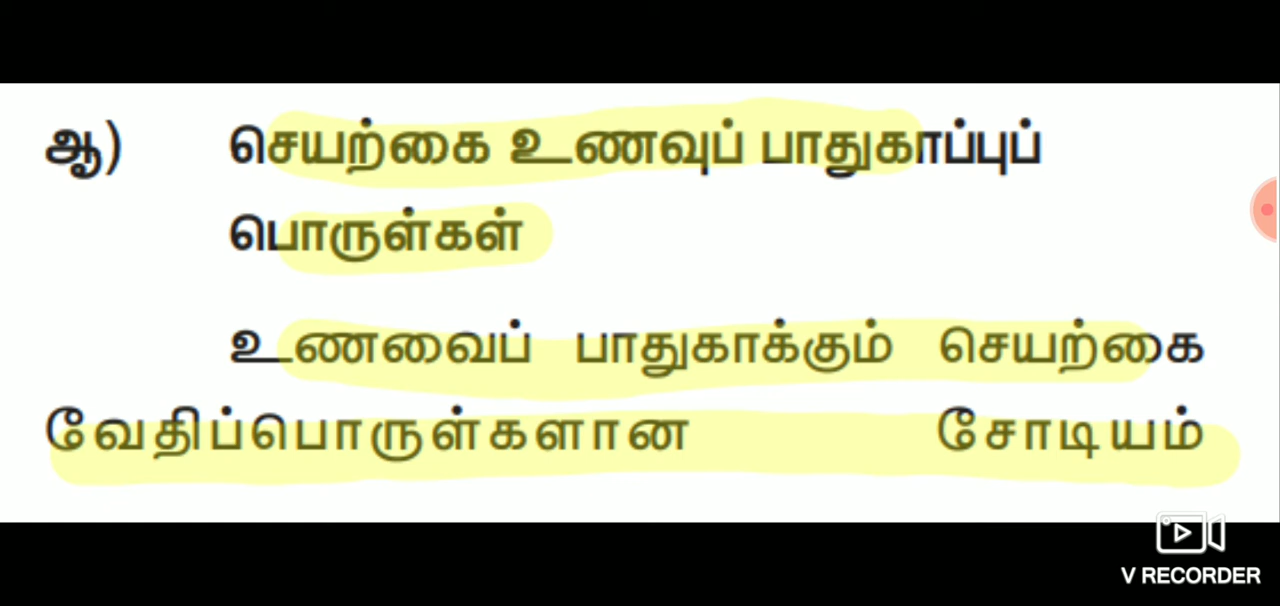 ஆ) செயற்கை உணவுப் பாதுகாப்புப்
பொருள்கள்
உணவைப் பாதுகாக்கும் செயற்கை
வேதிப்பொருள்களான சோடியம்
V RECORDER